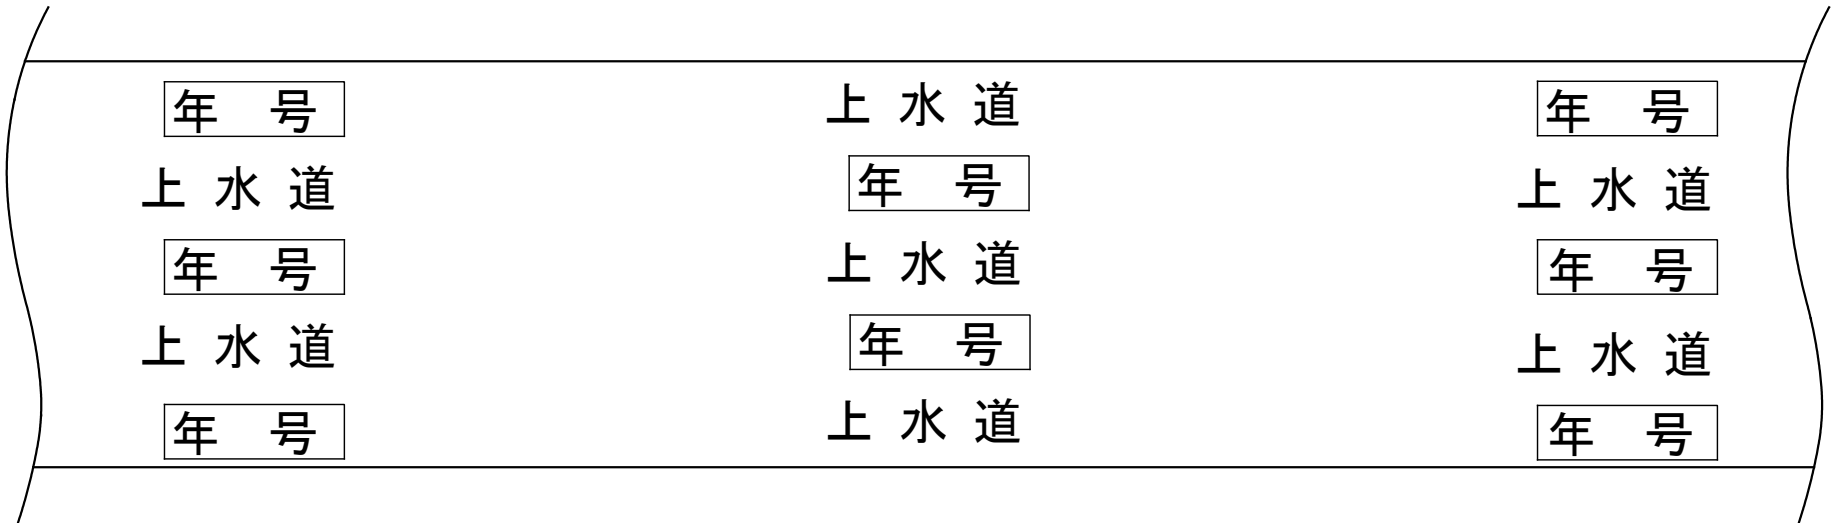 年 号 上 水 道 年 号
上 水 道 年 号 上 水 道
年 号 上 水 道 年 号
上 水 道 年 号 上 水 道
年 号 上 水 道 年 号